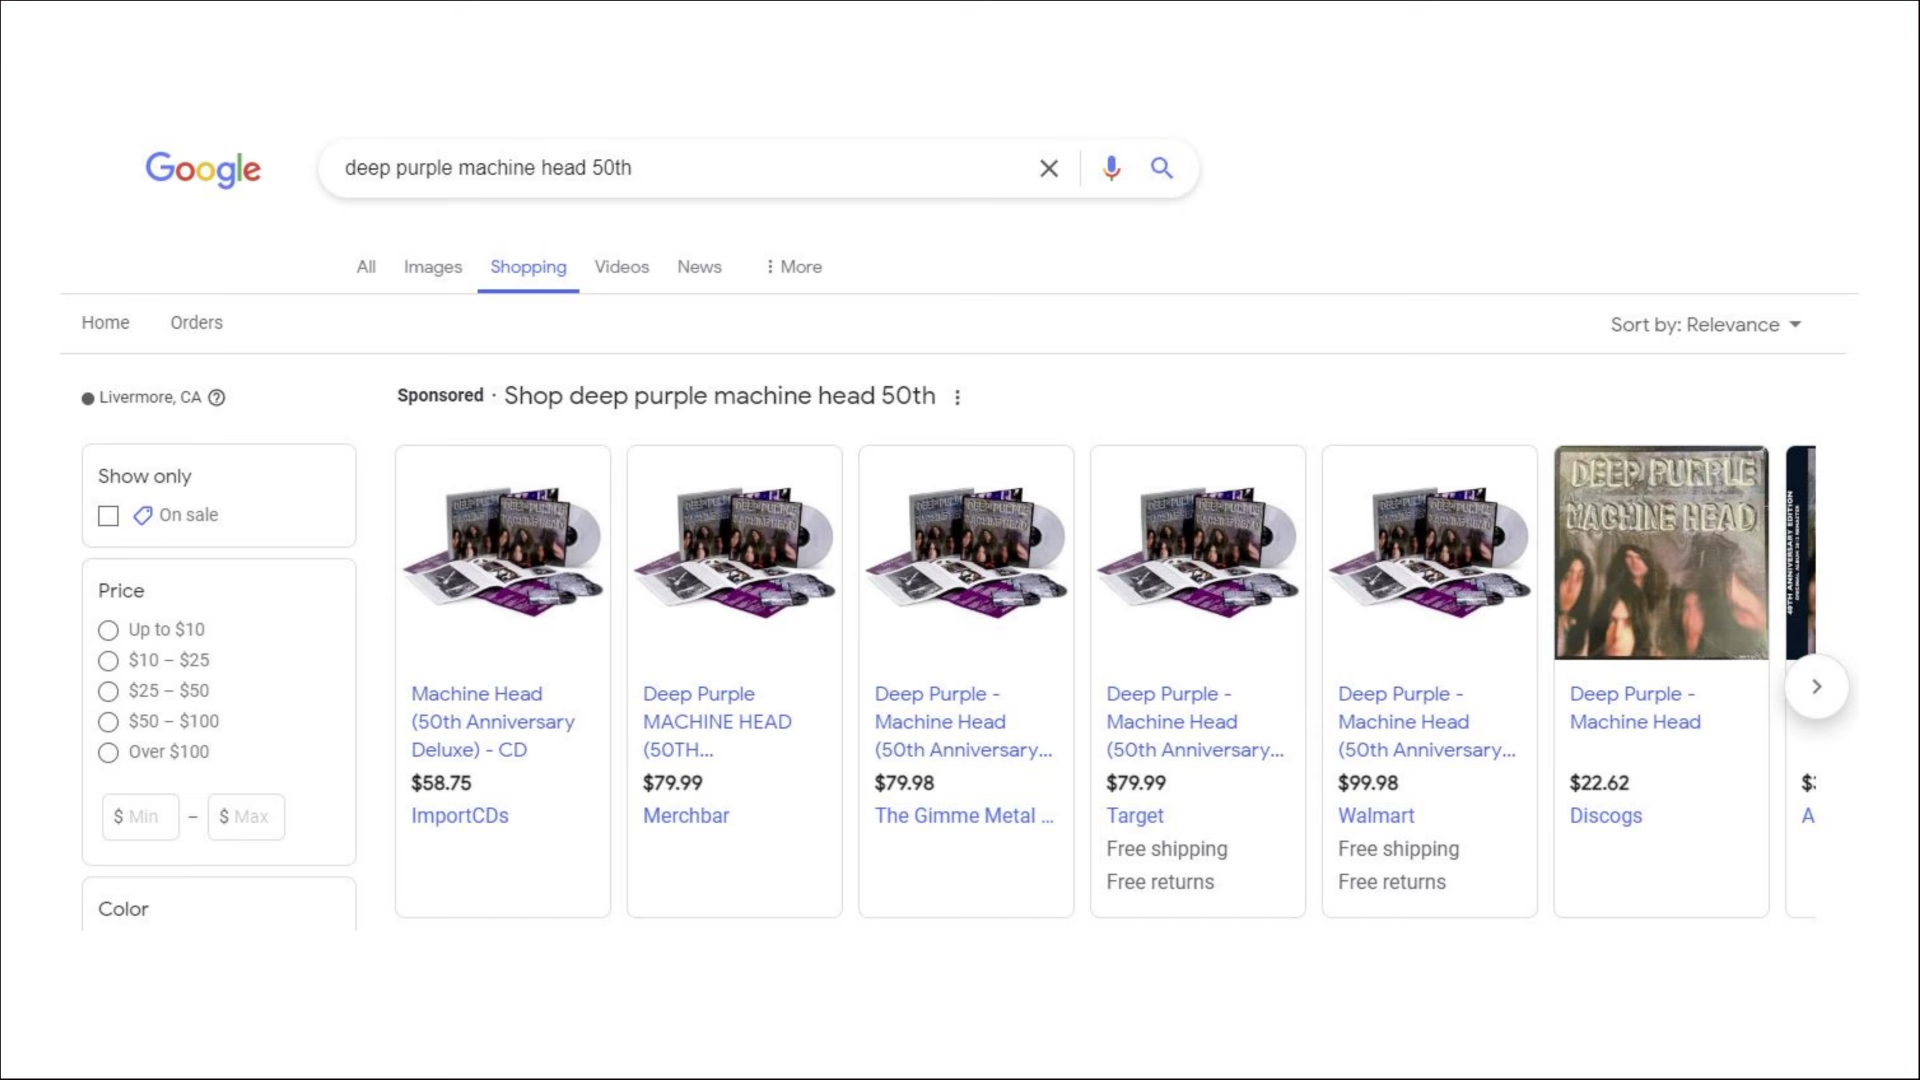 Google
deep purple machine head 50th
All Images Shopping Videos News More
Home Orders
Sort by: Relevance
Livermore, CA
Sponsored · Shop deep purple machine head 50th
Show only
On sale
Price
Up to $10
$10 – $25
$25 – $50
$50 – $100
Over $100
$ Min – $ Max
Color
Machine Head
(50th Anniversary
Deluxe) - CD
$58.75
ImportCDs
Deep Purple
MACHINE HEAD
(50TH...
$79.99
Merchbar
Deep Purple -
Machine Head
(50th Anniversary...
$79.98
The Gimme Metal ...
Deep Purple -
Machine Head
(50th Anniversary...
$79.99
Target
Free shipping
Free returns
Deep Purple -
Machine Head
(50th Anniversary...
$99.98
Walmart
Free shipping
Free returns
DEEP PURPLE
MACHINE HEAD
Deep Purple -
Machine Head
$22.62
Discogs
40TH ANNIVERSARY EDITION
A